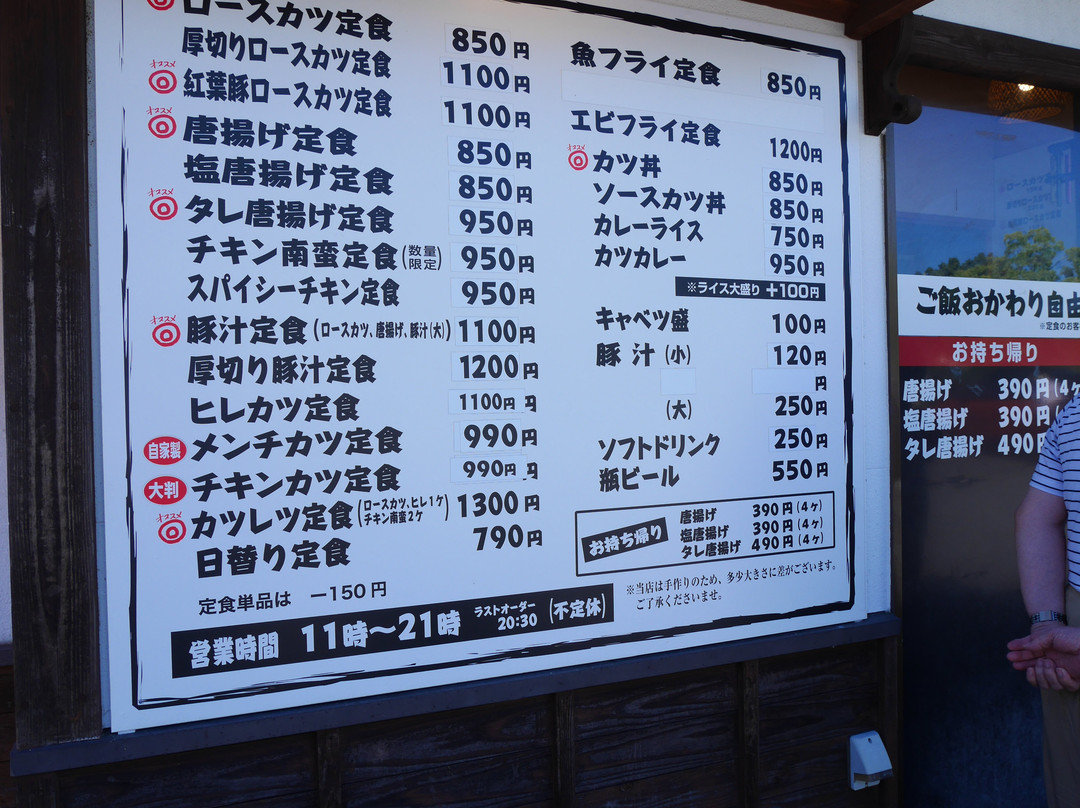 ロースカツ定食 850円
厚切りロースカツ定食 1100円
オススメ 紅葉豚ロースカツ定食 1100円
オススメ 唐揚げ定食 850円
塩唐揚げ定食 850円
オススメ タレ唐揚げ定食 950円
チキン南蛮定食(数量限定) 950円
スパイシーチキン定食 950円
オススメ 豚汁定食(ロースカツ、唐揚げ、豚汁(大)) 1100円
厚切り豚汁定食 1200円
ヒレカツ定食 1100円
自家製 メンチカツ定食 990円
大判 チキンカツ定食 990円
オススメ カツレツ定食(ロースカツ、ヒレ1ケ チキン南蛮2ケ) 1300円
日替り定食 790円
定食単品は ー150円
営業時間 11時〜21時 ラストオーダー 20:30 (不定休)
魚フライ定食 850円
エビフライ定食 1200円
オススメ カツ丼 850円
ソースカツ丼 850円
カレーライス 750円
カツカレー 950円
※ライス大盛り +100円
キャベツ盛 100円
豚汁(小) 120円
円
(大) 250円
ソフトドリンク 250円
瓶ビール 550円
お持ち帰り
唐揚げ 390円(4ヶ)
塩唐揚げ 390円(4ヶ)
タレ唐揚げ 490円(4ヶ)
※当店は手作りのため、多少大きさに差がございます。
ご了承くださいませ。
ご飯おかわり自由
※定食のお客
お持ち帰り
唐揚げ 390円(4ヶ
塩唐揚げ 390円(
タレ唐揚げ 490円